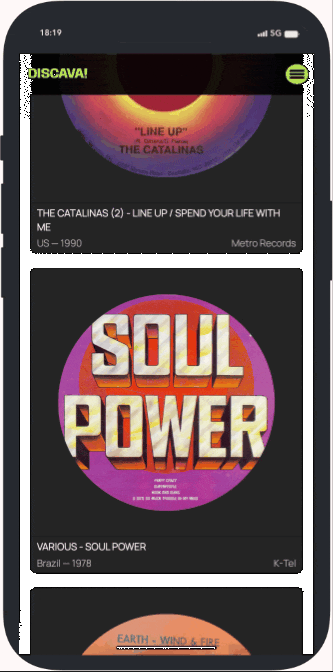 18:19
5G
DISCAVA!
"LINE UP"
THE CATALINAS
THE CATALINAS (2) - LINE UP / SPEND YOUR LIFE WITH
ME
US — 1990
Metro Records
SOUL
POWER
VARIOUS - SOUL POWER
Brazil — 1978
K-Tel
EARTH - WIND & FIRE